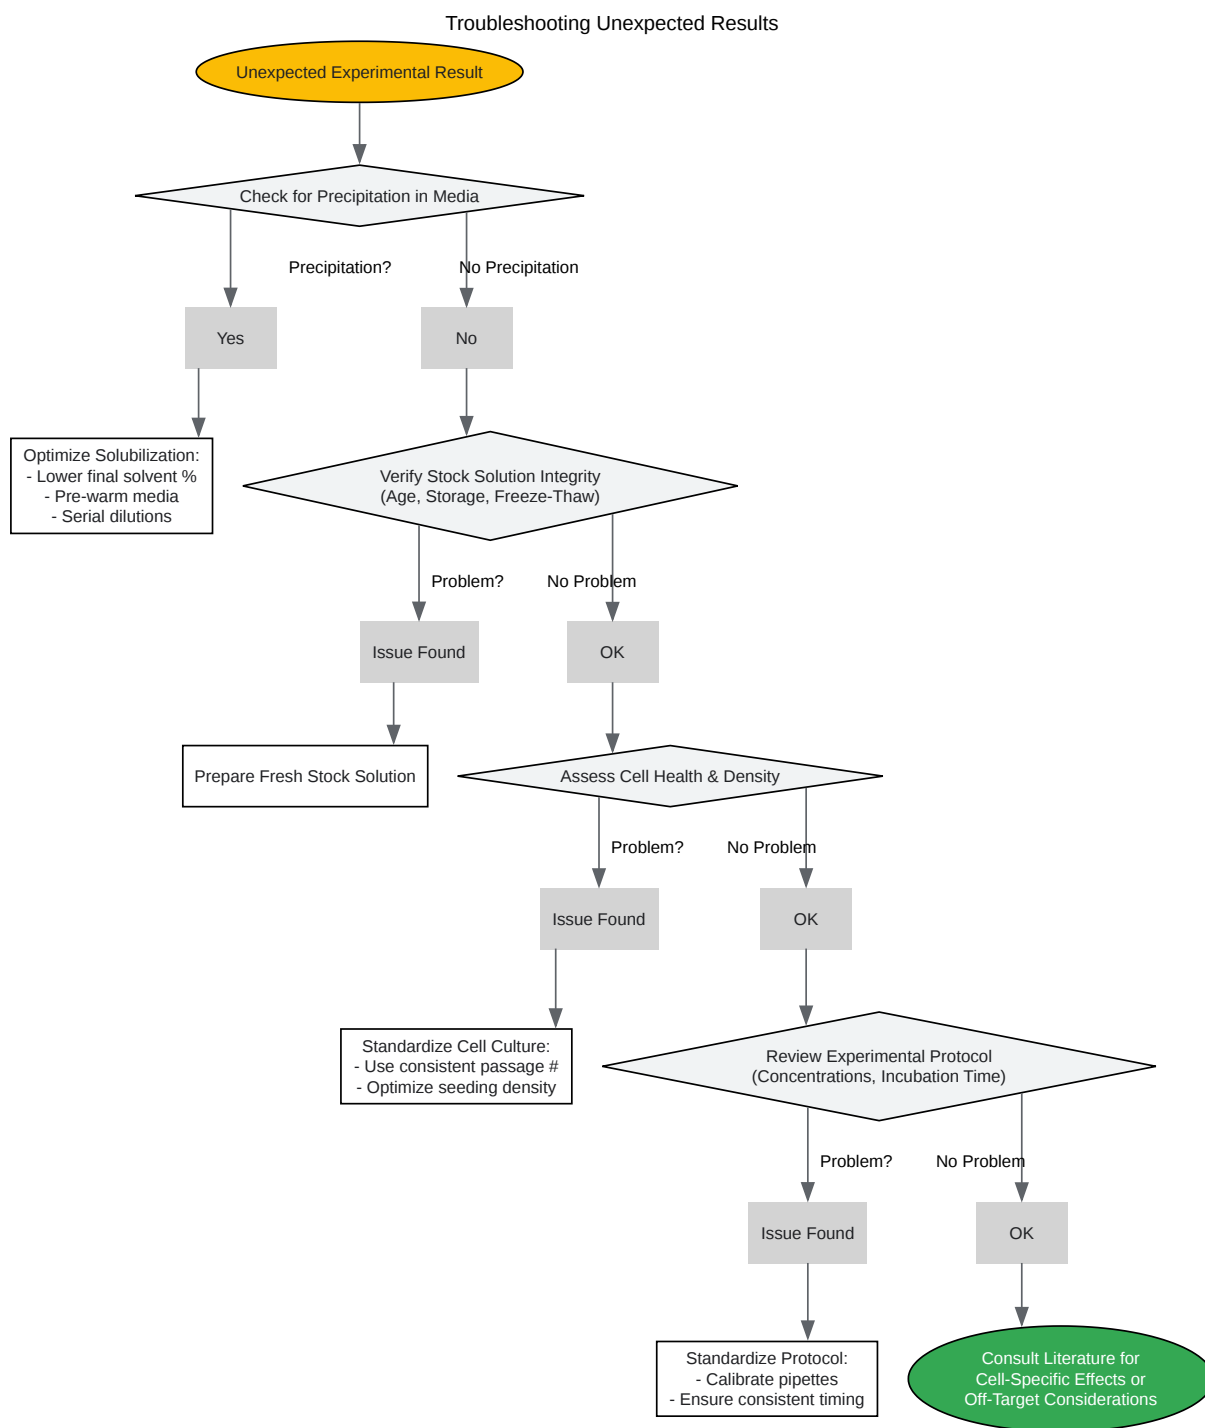 Troubleshooting Unexpected Results
Unexpected Experimental Result
Check for Precipitation in Media
Precipitation?
No Precipitation
Yes
No
Optimize Solubilization:
- Lower final solvent %
- Pre-warm media
- Serial dilutions
Verify Stock Solution Integrity
(Age, Storage, Freeze-Thaw)
Problem?
No Problem
Issue Found
OK
Prepare Fresh Stock Solution
Assess Cell Health & Density
Problem?
No Problem
Issue Found
OK
Standardize Cell Culture:
- Use consistent passage #
- Optimize seeding density
Review Experimental Protocol
(Concentrations, Incubation Time)
Problem?
No Problem
Issue Found
OK
Standardize Protocol:
- Calibrate pipettes
- Ensure consistent timing
Consult Literature for
Cell-Specific Effects or
Off-Target Considerations